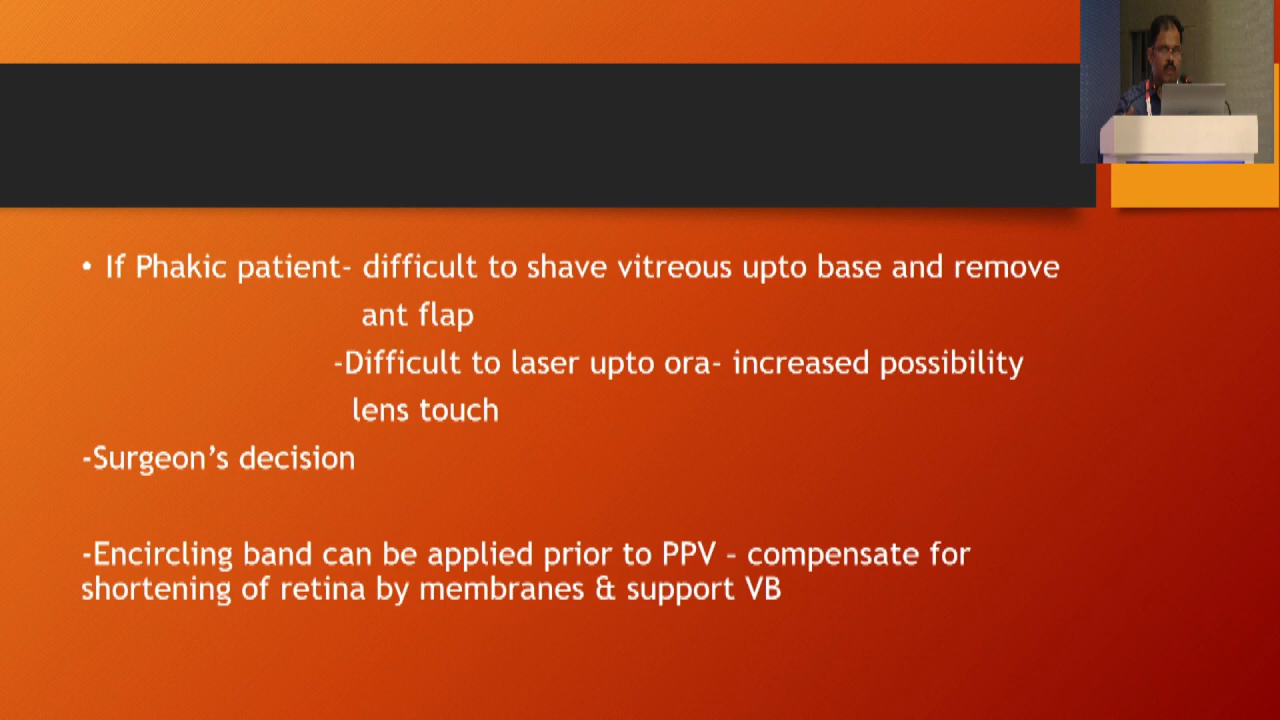 • If Phakic patient- difficult to shave vitreous upto base and remove
ant flap
-Difficult to laser upto ora- increased possibility
lens touch
-Surgeon’s decision
-Encircling band can be applied prior to PPV – compensate for
shortening of retina by membranes & support VB